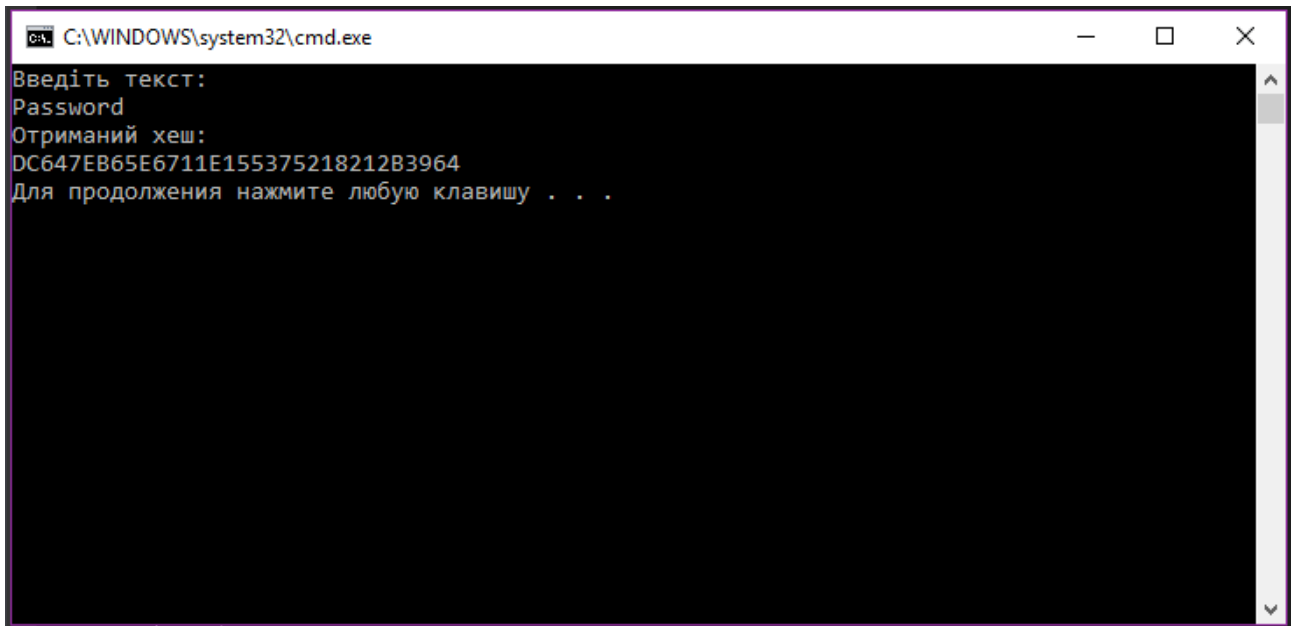 C:\WINDOWS\system32\cmd.exe
Введіть текст:
Password
Отриманий хеш:
DC647EB65E6711E155375218212B3964
Для продолжения нажмите любую клавишу . . .